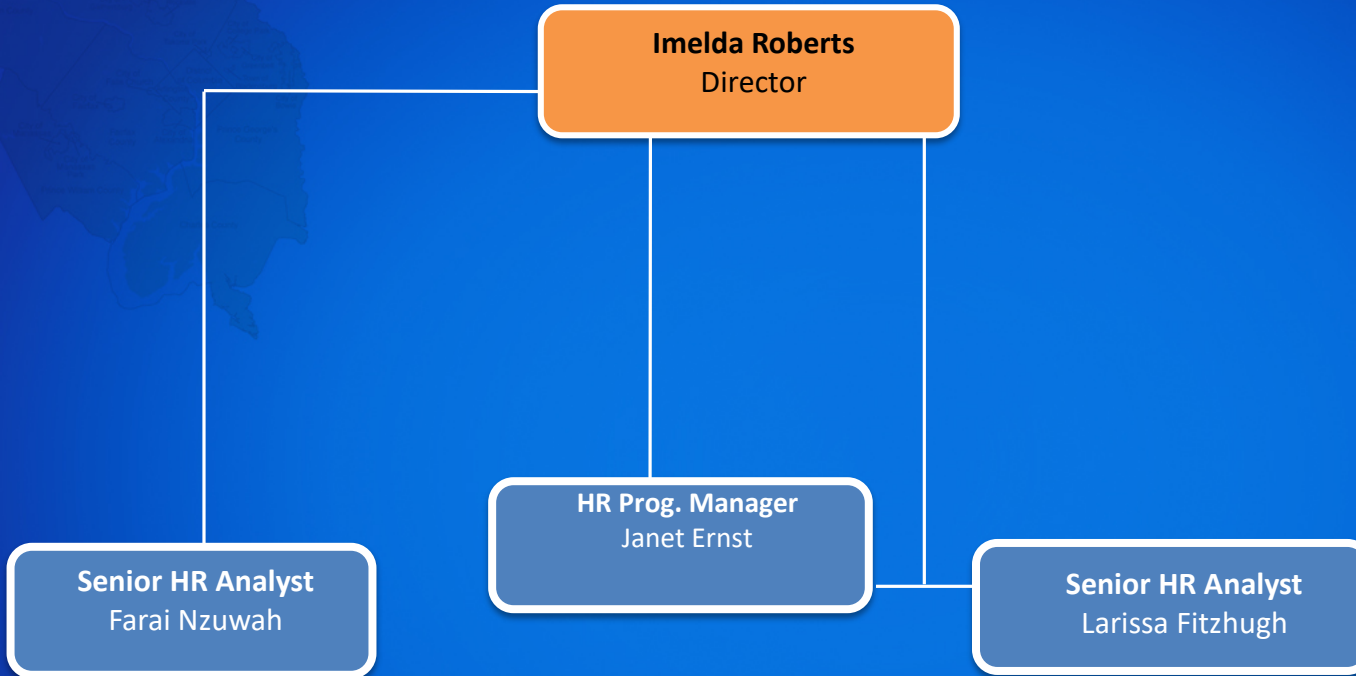 Imelda Roberts
Director
HR Prog. Manager
Janet Ernst
Senior HR Analyst
Farai Nzuwah
Senior HR Analyst
Larissa Fitzhugh